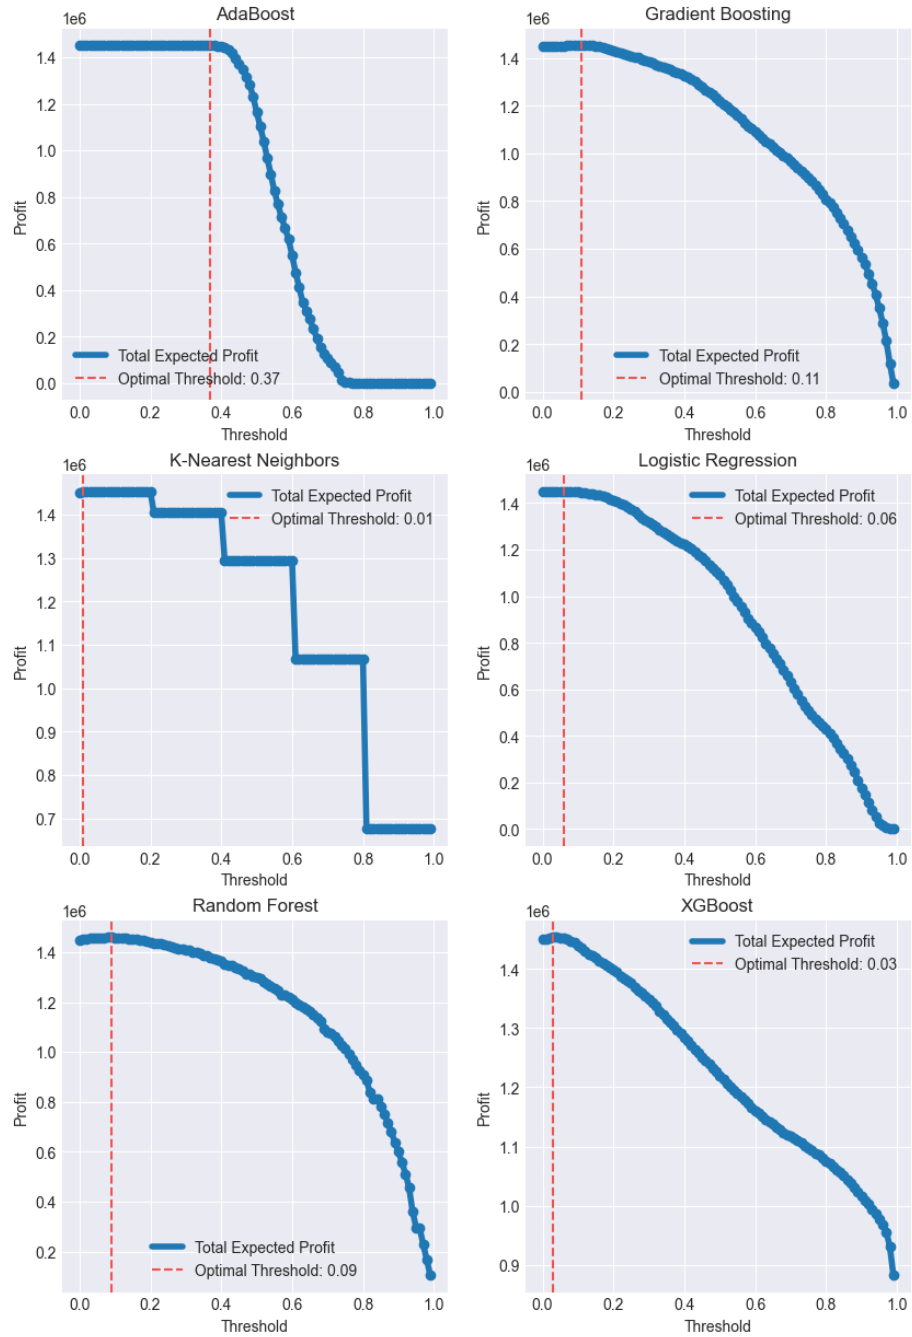 AdaBoost
1e6
1.4
1.2
1.0
0.8
0.6
0.4
0.2
0.0
Profit
Total Expected Profit
Optimal Threshold: 0.37
0.0 0.2 0.4 0.6 0.8 1.0
Threshold
Gradient Boosting
1e6
1.4
1.2
1.0
0.8
0.6
0.4
0.2
0.0
Profit
Total Expected Profit
Optimal Threshold: 0.11
0.0 0.2 0.4 0.6 0.8 1.0
Threshold
K-Nearest Neighbors
1e6
Total Expected Profit
Optimal Threshold: 0.01
1.4
1.3
1.2
1.1
1.0
0.9
0.8
0.7
Profit
0.0 0.2 0.4 0.6 0.8 1.0
Threshold
Logistic Regression
1e6
Total Expected Profit
Optimal Threshold: 0.06
1.4
1.2
1.0
0.8
0.6
0.4
0.2
0.0
Profit
0.0 0.2 0.4 0.6 0.8 1.0
Threshold
Random Forest
1e6
1.4
1.2
1.0
0.8
0.6
0.4
0.2
Profit
Total Expected Profit
Optimal Threshold: 0.09
0.0 0.2 0.4 0.6 0.8 1.0
Threshold
XGBoost
1e6
Total Expected Profit
Optimal Threshold: 0.03
1.4
1.3
1.2
1.1
1.0
0.9
Profit
0.0 0.2 0.4 0.6 0.8 1.0
Threshold